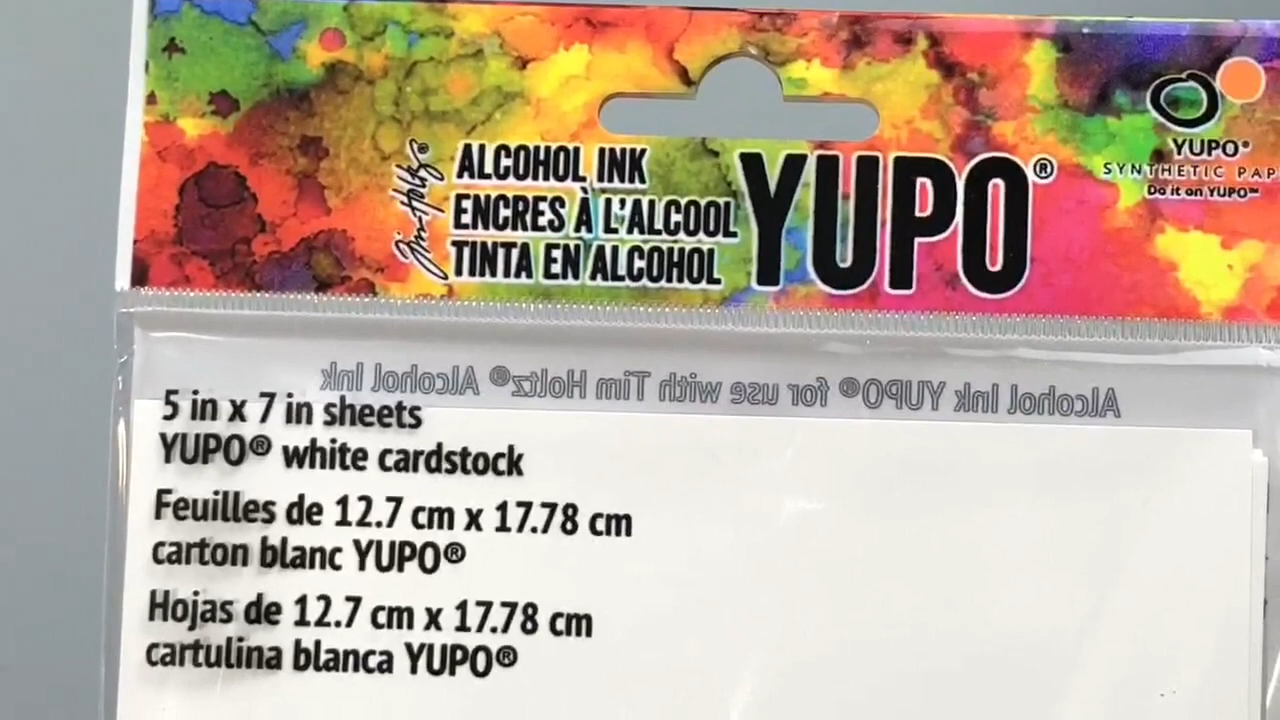 Tim Holtz®
ALCOHOL INK
ENCRES À L'ALCOOL
TINTA EN ALCOHOL
YUPO®
YUPO®
SYNTHETIC PAP
Do it on YUPO™
Alcohol Ink YUPO® for use with Tim Holtz® Alcohol Ink
5 in x 7 in sheets
YUPO® white cardstock
Feuilles de 12.7 cm x 17.78 cm
carton blanc YUPO®
Hojas de 12.7 cm x 17.78 cm
cartulina blanca YUPO®